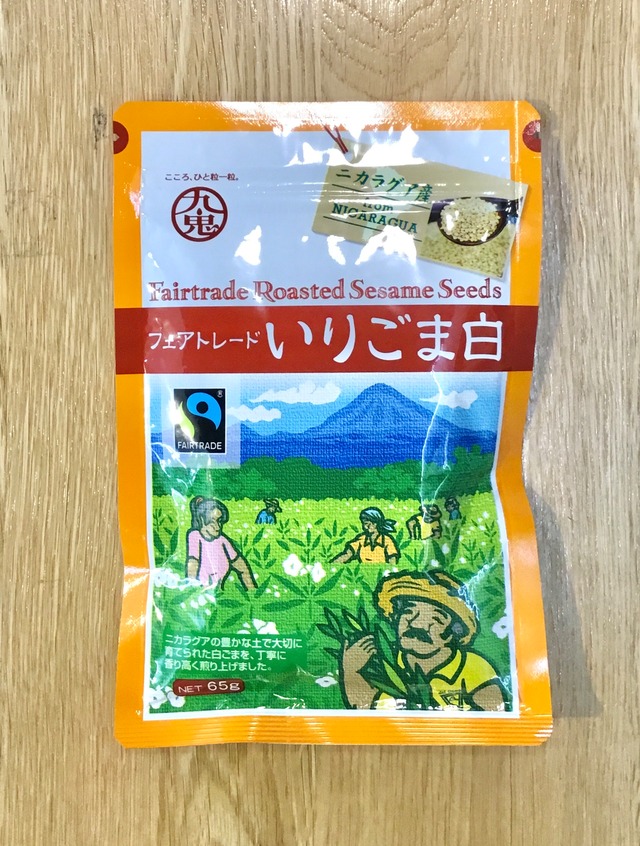 こころ、ひと粒一粒。
九鬼
ニカラグア産
from
NICARAGUA
Fairtrade Roasted Sesame Seeds
フェアトレード いりごま白
FAIRTRADE
ニカラグアの豊かな土で大切に
育てられた白ごまを、丁寧に
香り高く煎り上げました。
NET 65g